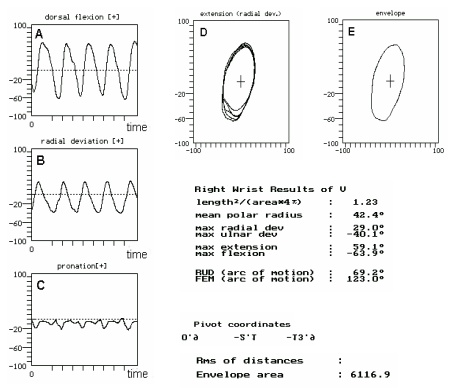 A
dorsal flexion [+]
100
-20
-60
-100
0
time
B
radial deviation [+]
100
-20
-60
-100
0
time
C
pronation[+]
100
-20
-60
-100
0
time
D
extension (radial dev.)
100
-20
-60
-100
-100
100
E
envelope
100
-20
-60
-100
-100
100
Right Wrist Results of V
length²/(area*4π) : 1.23
mean polar radius : 42.4°
max radial dev 29.0°
max ulnar dev : -40.1°
max extension : 59.1°
max flexion : -63.9°
RUD (arc of motion) : 69.2°
FEM (arc of motion) : 123.0°
Pivot coordinates
Rms of distances :
Envelope area : 6116.9